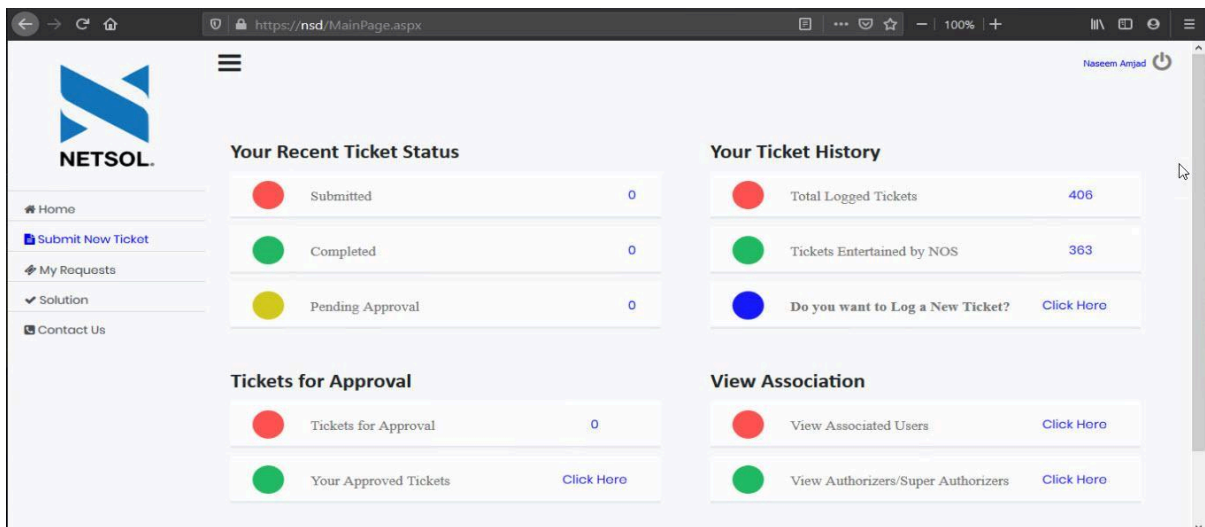 https://nsd/MainPage.aspx
100%
NETSOL.
Home
Submit New Ticket
My Requests
Solution
Contact Us
Naseem Amjad
Your Recent Ticket Status
Submitted 0
Completed 0
Pending Approval 0
Your Ticket History
Total Logged Tickets 406
Tickets Entertained by NOS 363
Do you want to Log a New Ticket? Click Here
Tickets for Approval
Tickets for Approval 0
Your Approved Tickets Click Here
View Association
View Associated Users Click Here
View Authorizers/Super Authorizers Click Here